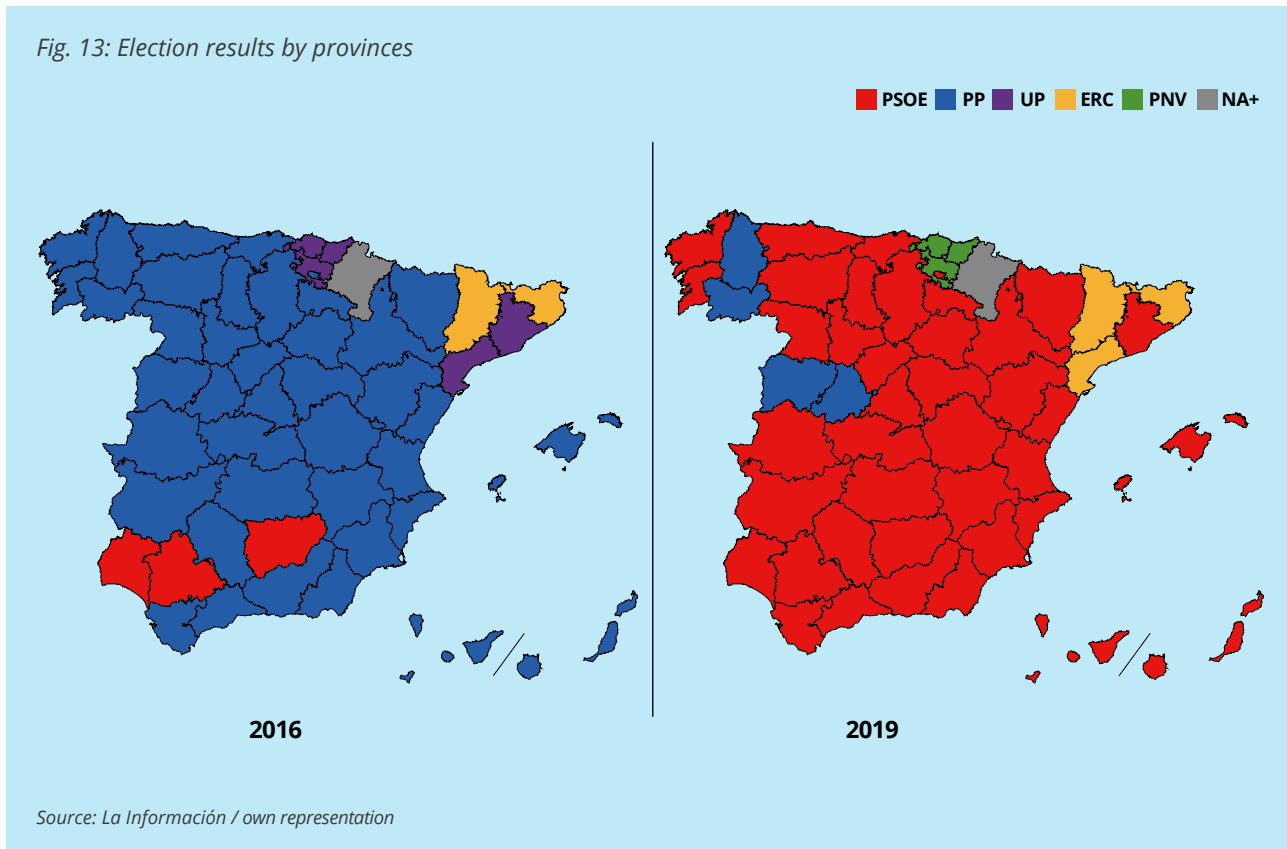 Fig. 13: Election results by provinces
PSOE PP UP ERC PNV NA+
2016 2019
Source: La Información / own representation